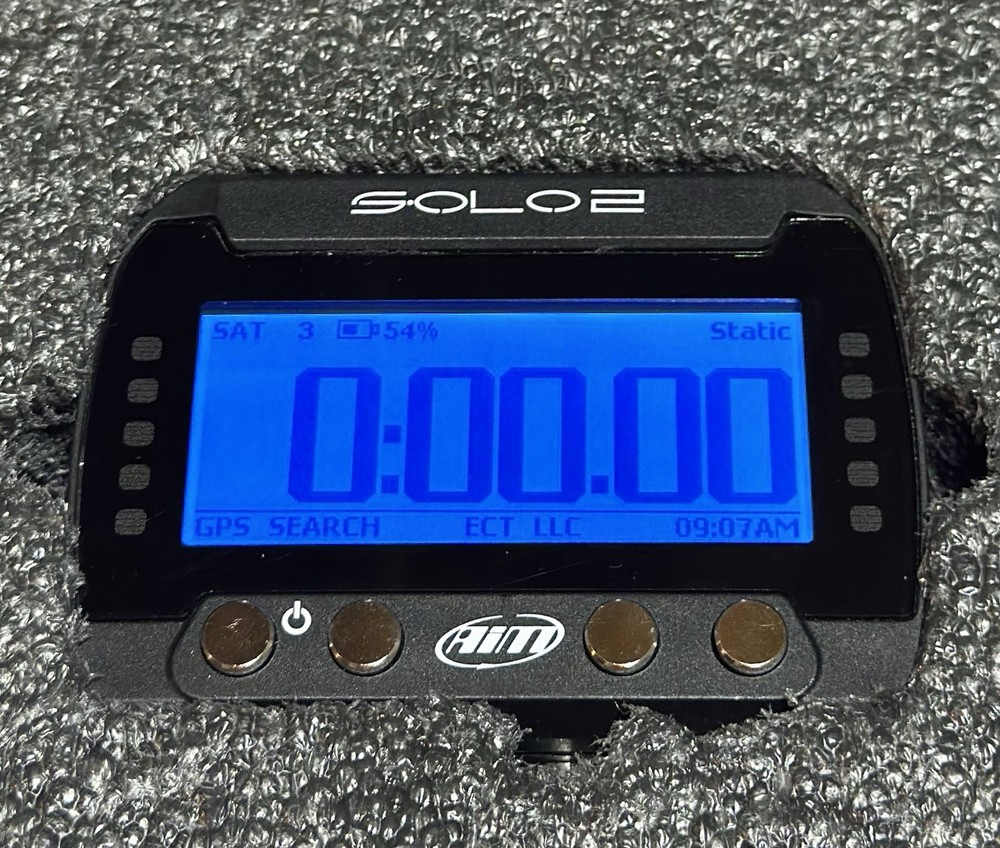 SOLO2
SAT 3 54% Static
0:00.00
GPS SEARCH ECT LLC 09:07AM
AiM